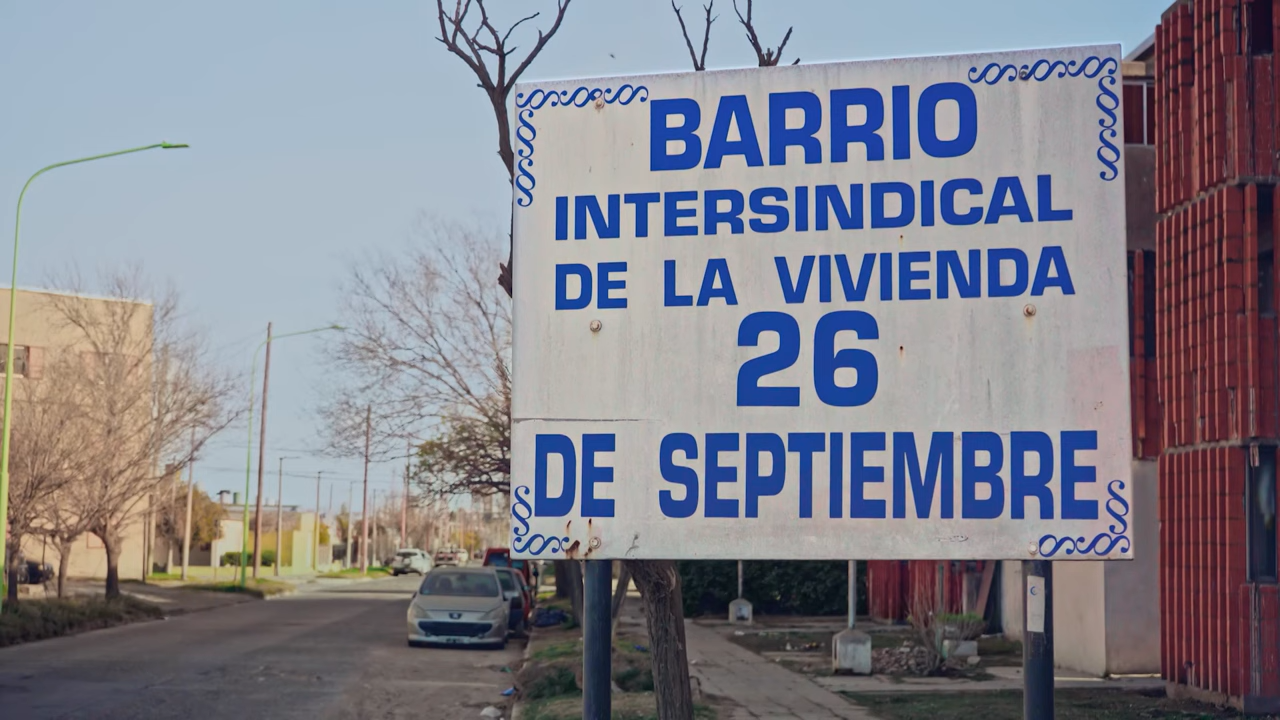 BARRIO
INTERSINDICAL
DE LA VIVIENDA
26
DE SEPTIEMBRE